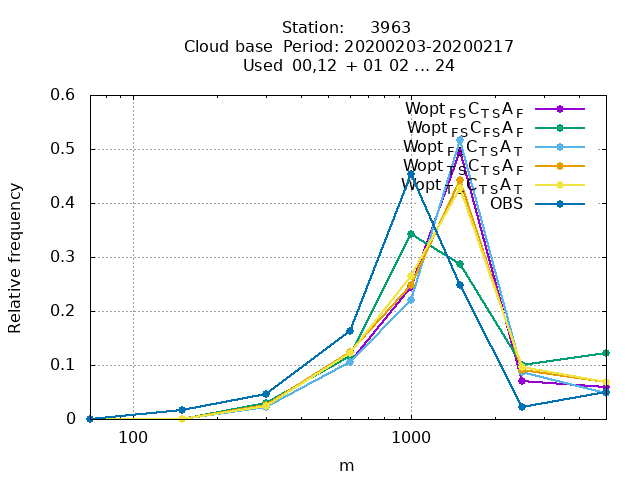 Station: 3963
Cloud base Period: 20200203-20200217
Used 00,12 + 01 02 ... 24
0.6
0.5
0.4
0.3
0.2
0.1
0
Relative frequency
Wopt FS C TS A F
Wopt FS C FS A F
Wopt FS C TS A T
Wopt TS C TS A F
Wopt TS C TS A T
OBS
100
1000
m